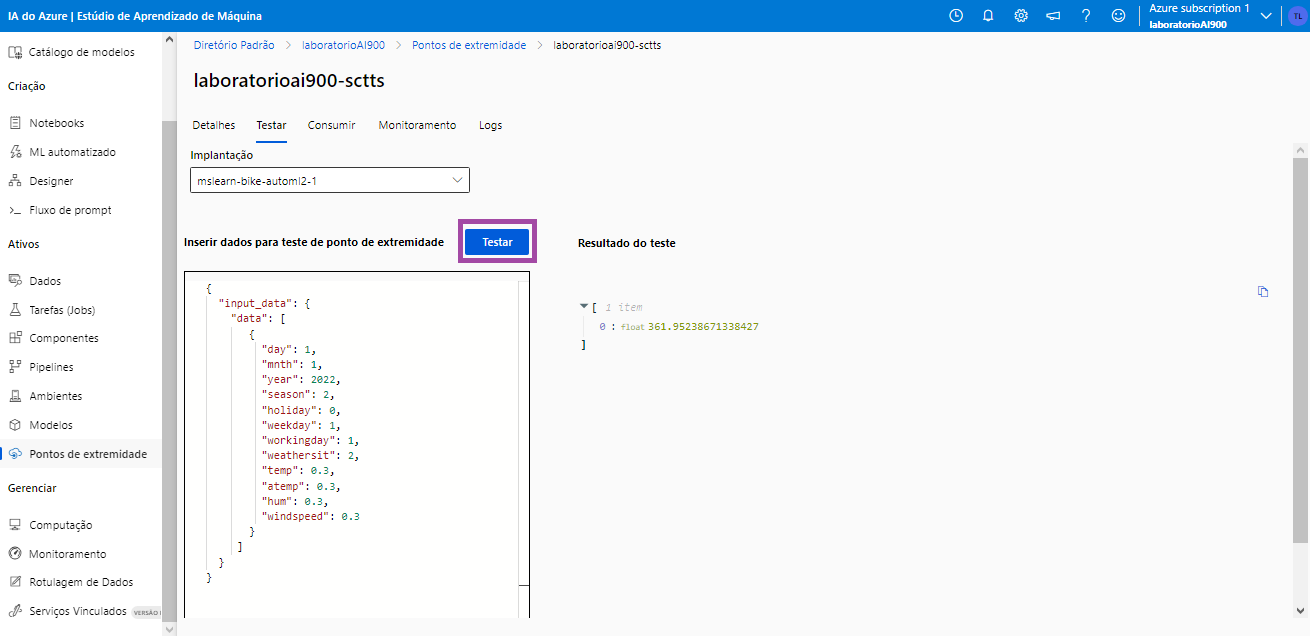 IA do Azure | Estúdio de Aprendizado de Máquina
Azure subscription 1
laboratorioAI900
TL
Catálogo de modelos
Criação
Notebooks
ML automatizado
Designer
Fluxo de prompt
Ativos
Dados
Tarefas (Jobs)
Componentes
Pipelines
Ambientes
Modelos
Pontos de extremidade
Gerenciar
Computação
Monitoramento
Rotulagem de Dados
Serviços Vinculados VERSÃO
Diretório Padrão > laboratorioAI900 > Pontos de extremidade > laboratorioai900-sctts
laboratorioai900-sctts
Detalhes Testar Consumir Monitoramento Logs
Implantação
mslearn-bike-automl2-1
Inserir dados para teste de ponto de extremidade
Testar
{
"input_data": {
"data": [
{
"day": 1,
"mnth": 1,
"year": 2022,
"season": 2,
"holiday": 0,
"weekday": 1,
"workingday": 1,
"weathersit": 2,
"temp": 0.3,
"atemp": 0.3,
"hum": 0.3,
"windspeed": 0.3
}
]
}
}
Resultado do teste
[ 1 item
0 : float 361.95238671338427
]